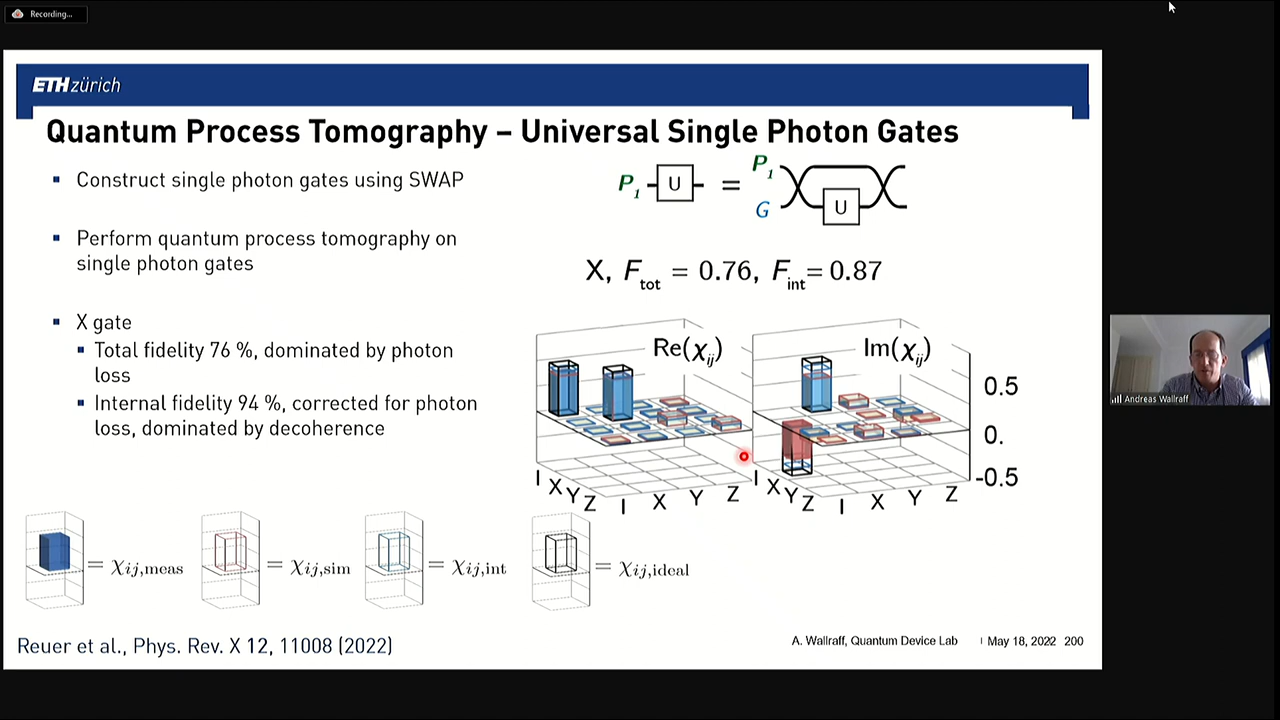 Recording...
ETH zürich
Quantum Process Tomography – Universal Single Photon Gates
Construct single photon gates using SWAP
Perform quantum process tomography on
single photon gates
X gate
Total fidelity 76 %, dominated by photon
loss
Internal fidelity 94 %, corrected for photon
loss, dominated by decoherence
P1 U = P1 G U
X, Ftot = 0.76, Fint = 0.87
Re(χij) Im(χij)
0.5
0.
-0.5
I X Y Z I X Y Z
I X Y Z I X Y Z
= χij,meas = χij,sim = χij,int = χij,ideal
Reuer et al., Phys. Rev. X 12, 11008 (2022)
A. Wallraff, Quantum Device Lab | May 18, 2022 200
Andreas Wallraff